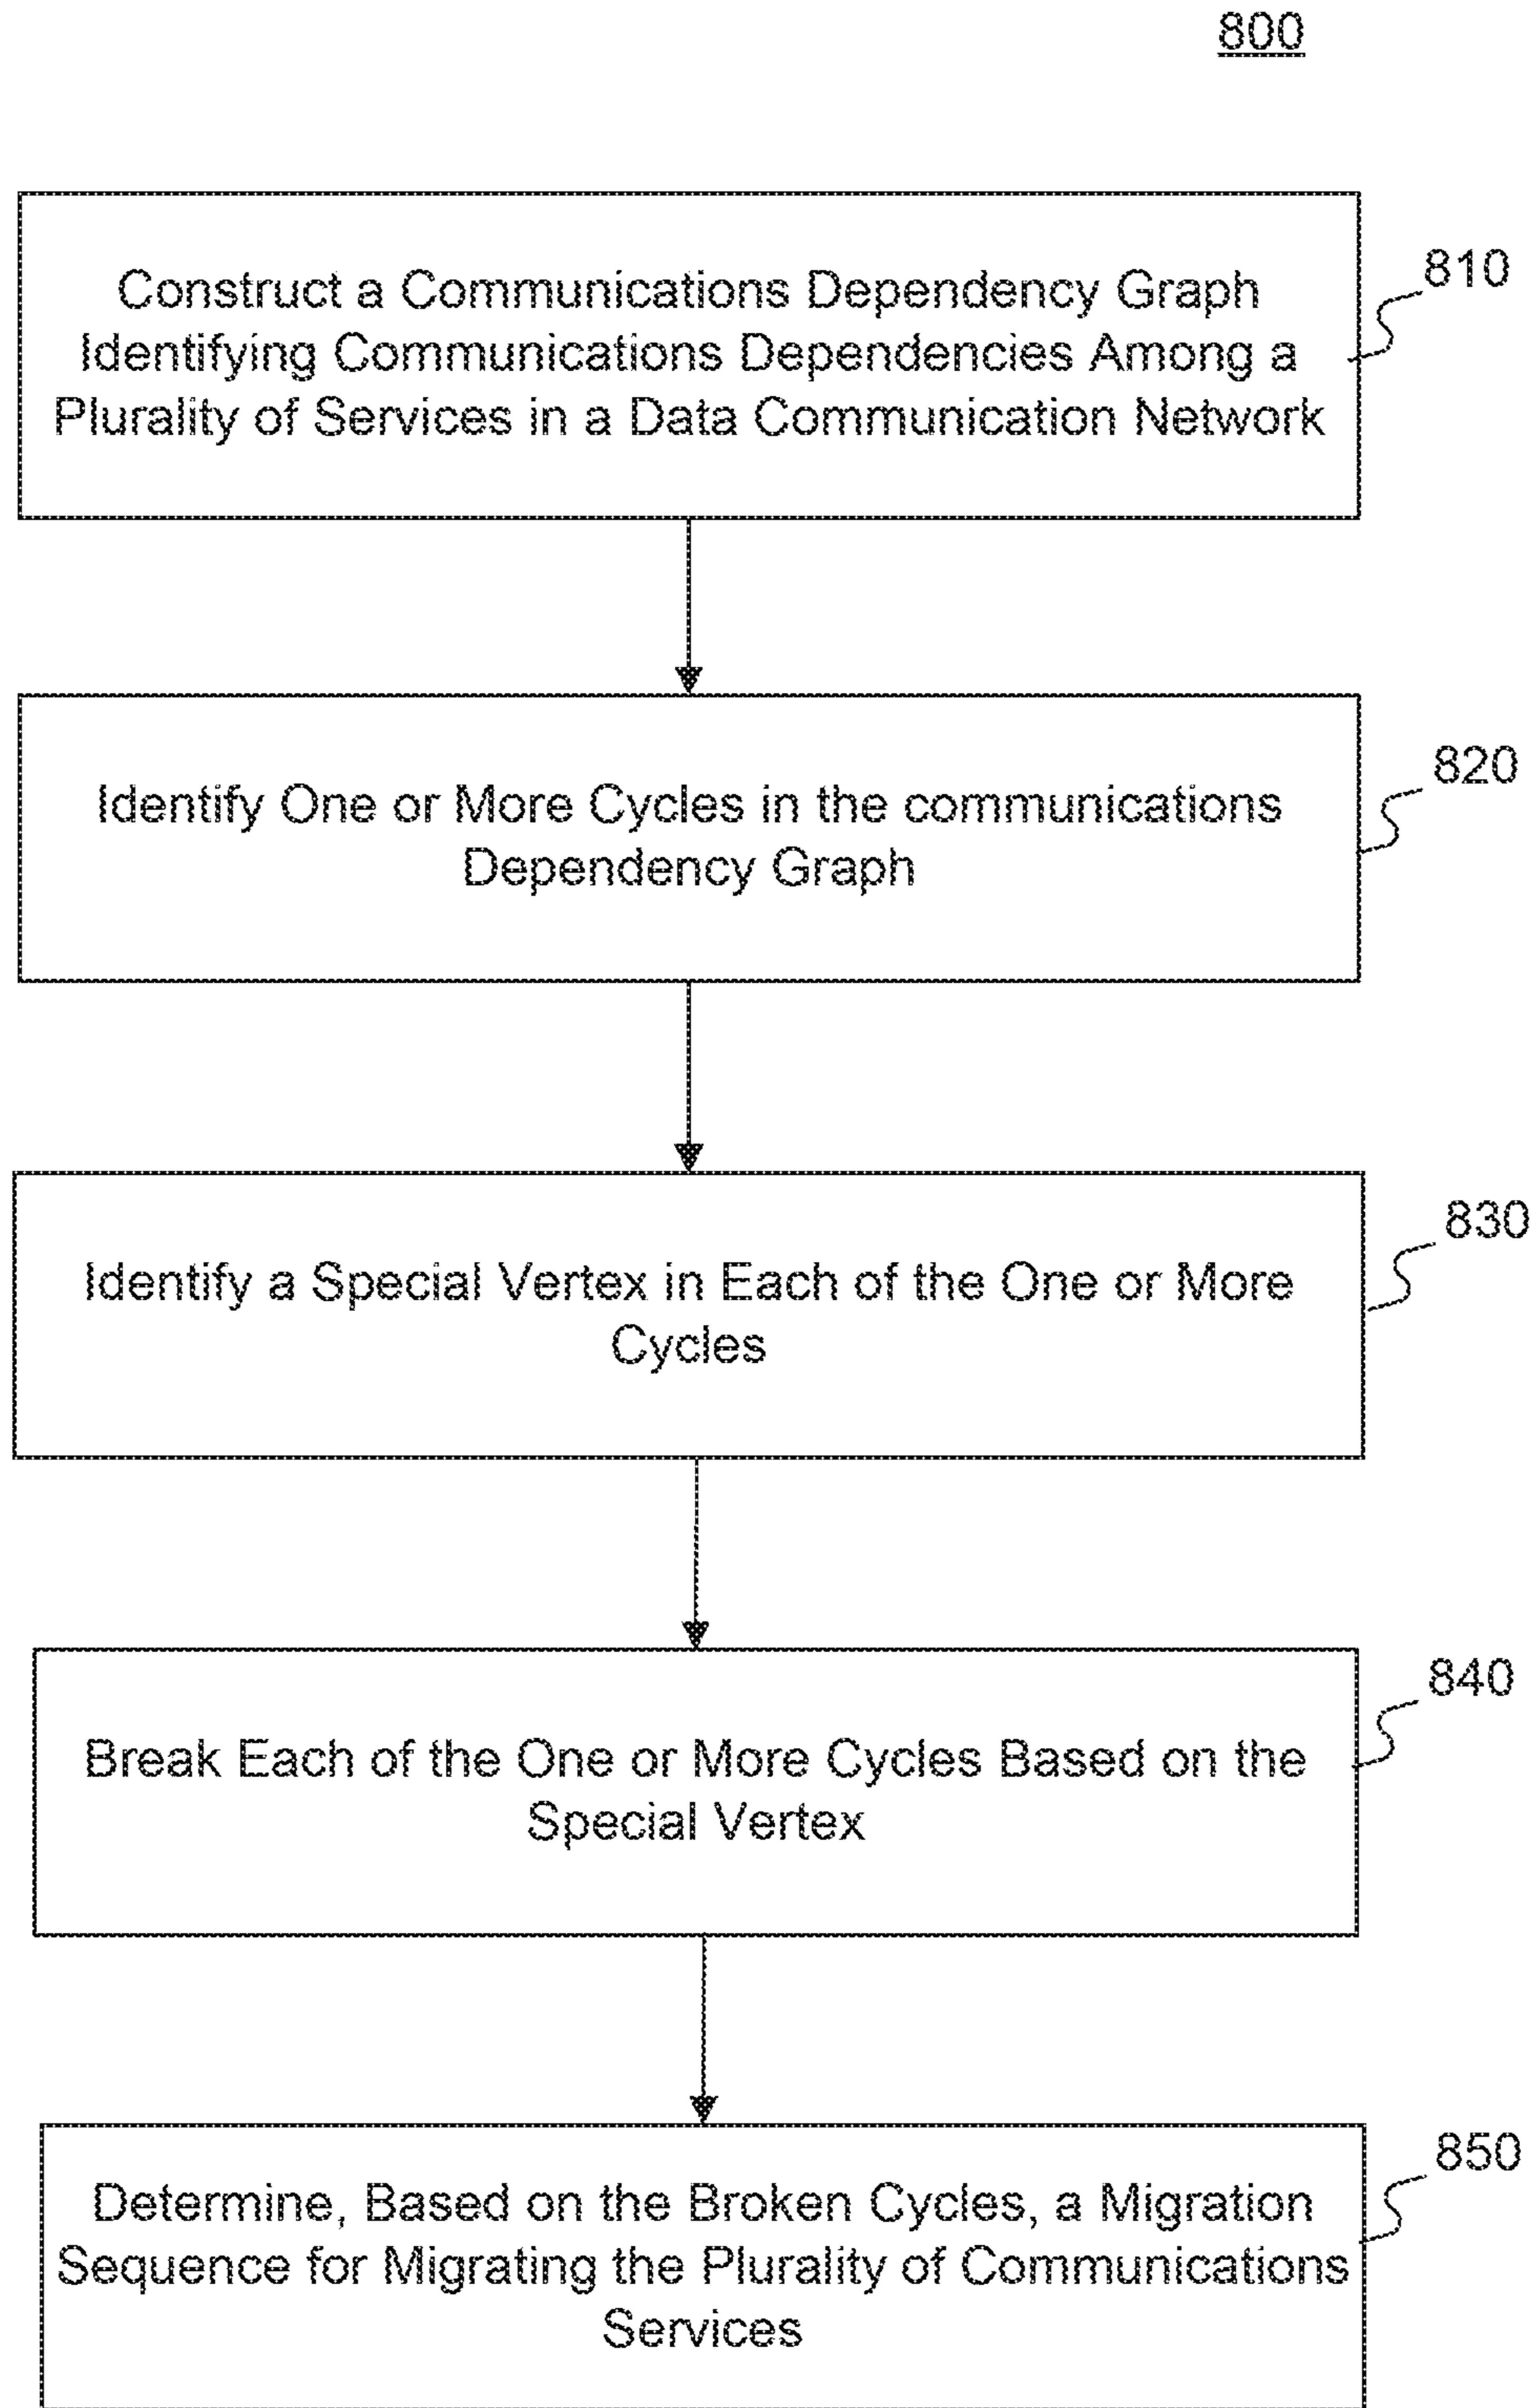 800
Construct a Communications Dependency Graph
Identifying Communications Dependencies Among a
Plurality of Services in a Data Communication Network
810
Identify One or More Cycles in the communications
Dependency Graph
820
Identify a Special Vertex in Each of the One or More
Cycles
830
Break Each of the One or More Cycles Based on the
Special Vertex
840
Determine, Based on the Broken Cycles, a Migration
Sequence for Migrating the Plurality of Communications
Services
850